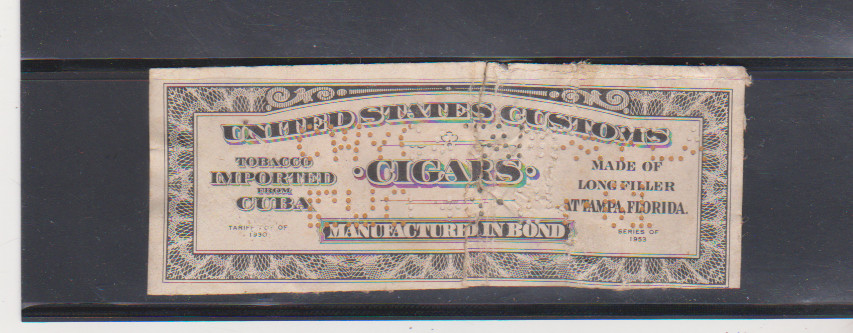 UNITED STATES CUSTOMS
TOBACCO
IMPORTED
FROM
CUBA
TARIFF ACT OF
1930
·CIGARS·
MANUFACTURED IN BOND
MADE OF
LONG FILLER
AT TAMPA, FLORIDA.
SERIES OF
1953